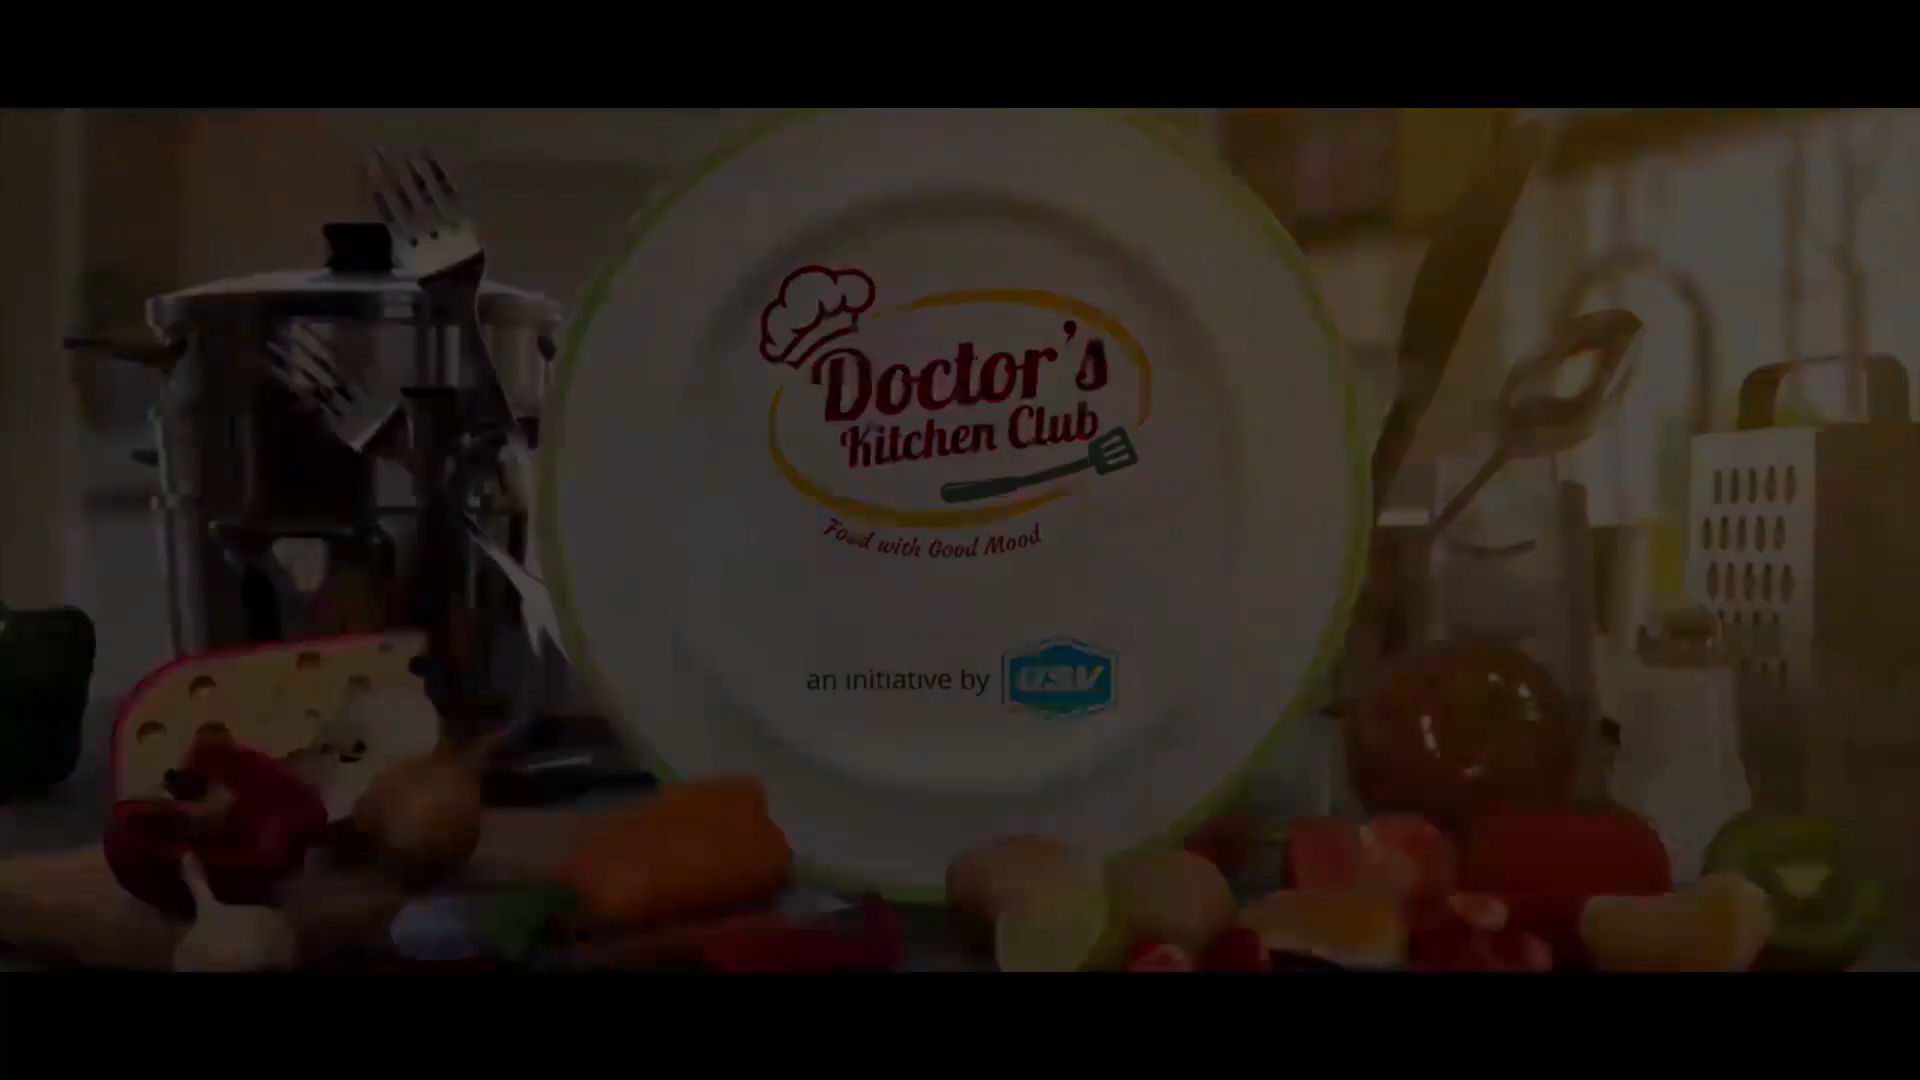 Doctor's
Kitchen Club
Food with Good Mood
an initiative by USV